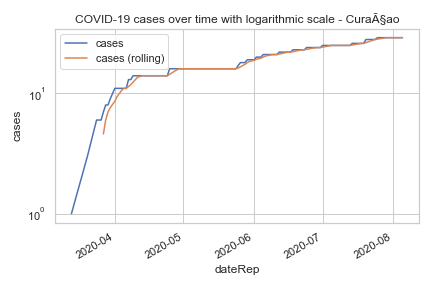 COVID-19 cases over time with logarithmic scale - CuraÃ§ao
cases
cases (rolling)
10¹
10⁰
cases
2020-04
2020-05
2020-06
2020-07
2020-08
dateRep